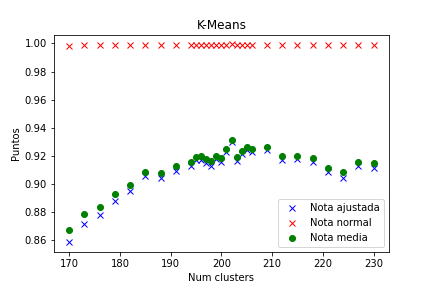 K-Means
1.00
0.98
0.96
0.94
0.92
0.90
0.88
0.86
Puntos
170
180
190
200
210
220
230
Num clusters
Nota ajustada
Nota normal
Nota media